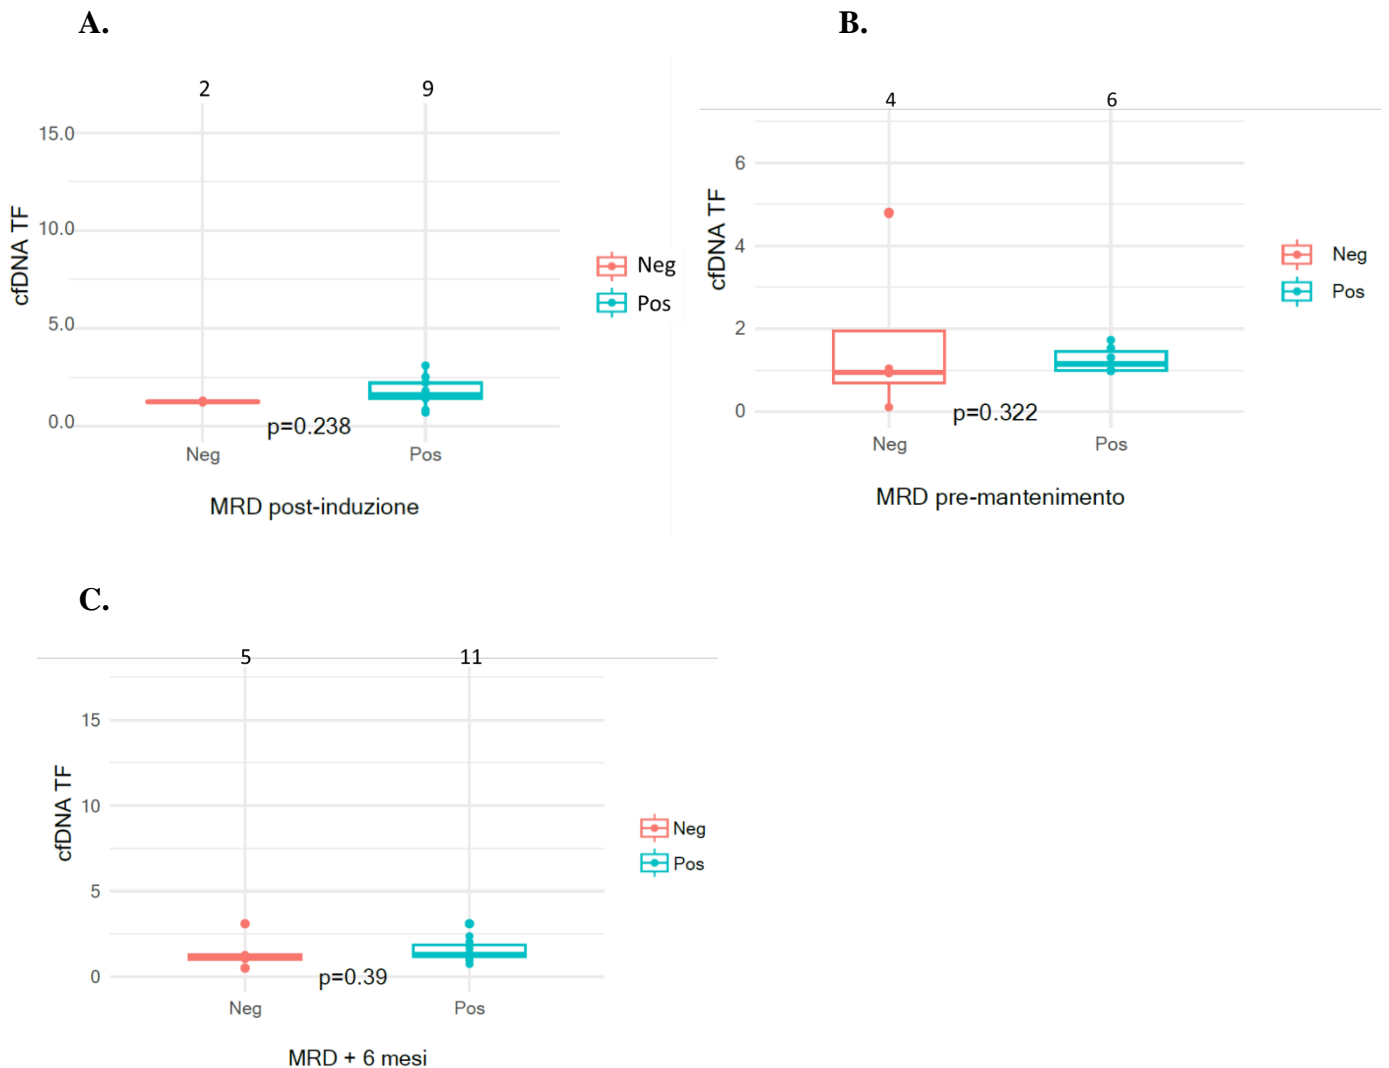 A.
2 9
15.0
10.0
5.0
0.0
cfDNA TF
p=0.238
Neg Pos
MRD post-induzione
Neg
Pos
B.
4 6
6
4
2
0
cfDNA TF
p=0.322
Neg Pos
MRD pre-mantenimento
Neg
Pos
C.
5 11
15
10
5
0
cfDNA TF
p=0.39
Neg Pos
MRD + 6 mesi
Neg
Pos